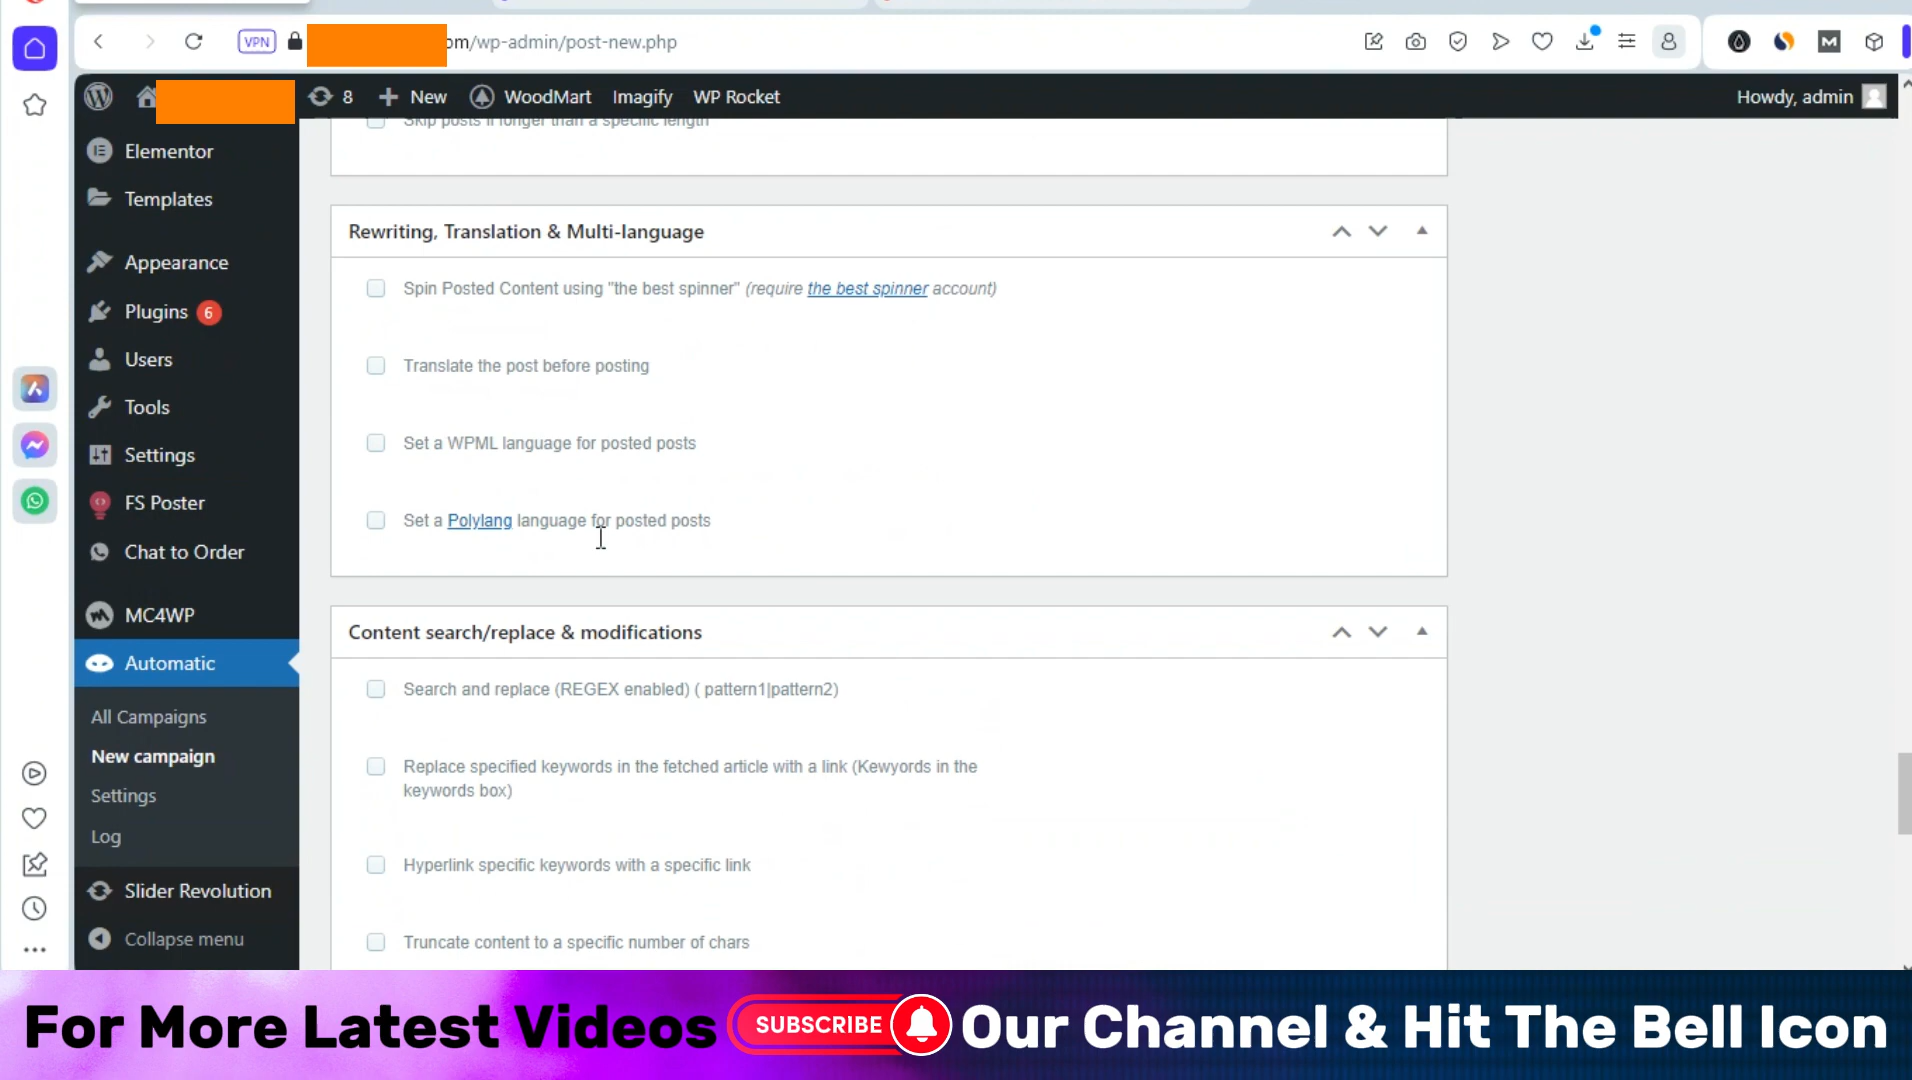 VPN
om/wp-admin/post-new.php
8
New
WoodMart
Imagify
WP Rocket
Howdy, admin
Elementor
Templates
Appearance
Plugins 6
Users
Tools
Settings
FS Poster
Chat to Order
MC4WP
Automatic
All Campaigns
New campaign
Settings
Log
Slider Revolution
Collapse menu
Skip posts if longer than a specific length
Rewriting, Translation & Multi-language
Spin Posted Content using "the best spinner" (require the best spinner account)
Translate the post before posting
Set a WPML language for posted posts
Set a Polylang language for posted posts
Content search/replace & modifications
Search and replace (REGEX enabled) ( pattern1|pattern2)
Replace specified keywords in the fetched article with a link (Kewyords in the
keywords box)
Hyperlink specific keywords with a specific link
Truncate content to a specific number of chars
For More Latest Videos SUBSCRIBE Our Channel & Hit The Bell Icon